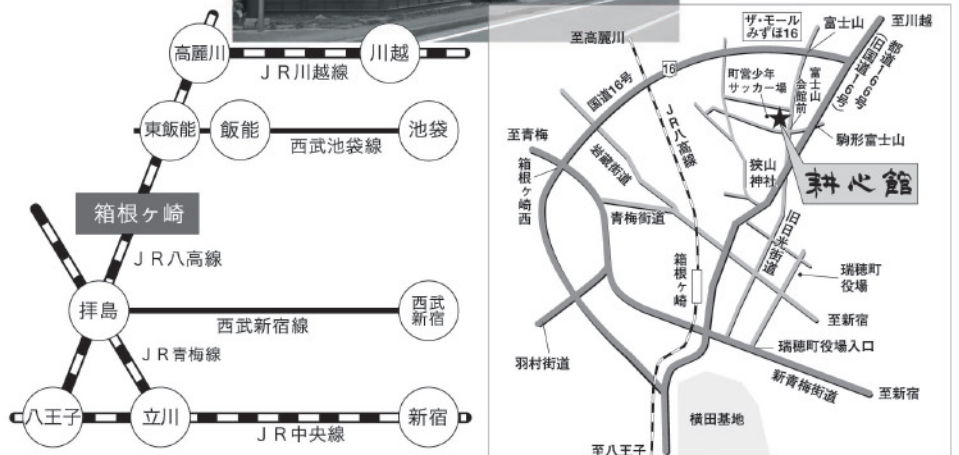 高麗川
川越
JR川越線
東飯能
飯能
池袋
西武池袋線
箱根ヶ崎
JR八高線
拝島
西武新宿線
西武
新宿
JR青梅線
八王子
立川
新宿
JR中央線
至高麗川
ザ・モール
みずほ16
富士山
至川越
16
国道16号
町営少年
サッカー場
富士山
会館前
都道166号
(旧国道16号)
JR八高線
至青梅
岩蔵街道
駒形富士山
箱根ヶ崎西
狭山
神社
耕心館
青梅街道
旧日光街道
箱根ヶ崎
瑞穂町
役場
至新宿
羽村街道
瑞穂町役場入口
新青梅街道
至新宿
横田基地
至八王子